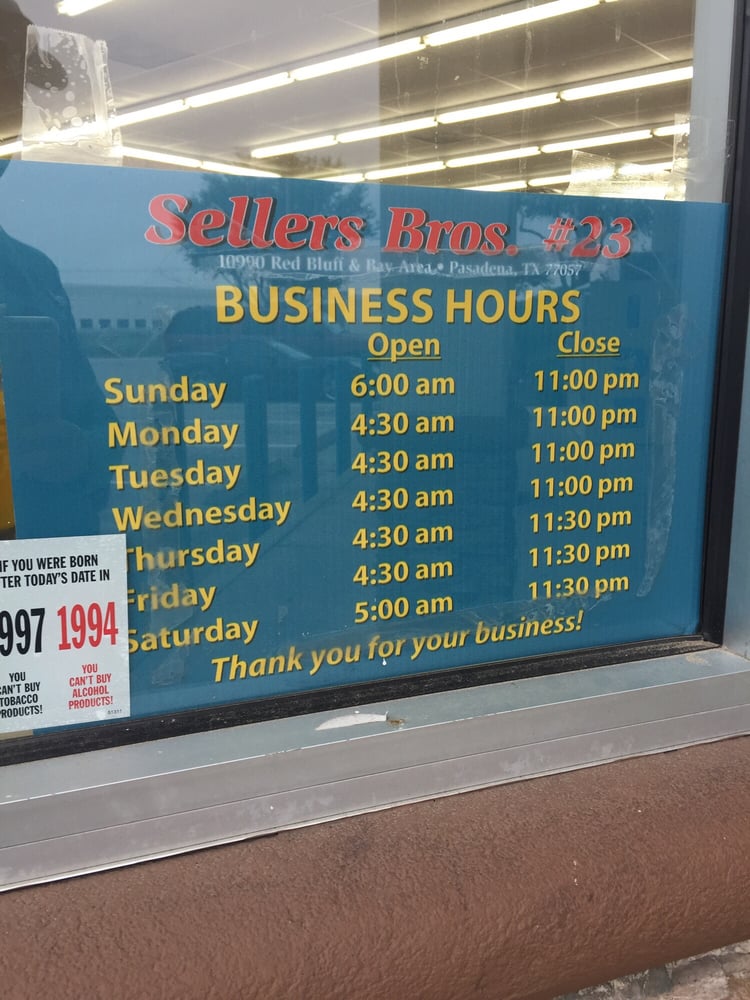 Sellers Bros. #23
10990 Red Bluff & Bay Area • Pasadena, TX 77057
BUSINESS HOURS
Open Close
Sunday 6:00 am 11:00 pm
Monday 4:30 am 11:00 pm
Tuesday 4:30 am 11:00 pm
Wednesday 4:30 am 11:00 pm
Thursday 4:30 am 11:30 pm
Friday 4:30 am 11:30 pm
Saturday 5:00 am 11:30 pm
Thank you for your business!
IF YOU WERE BORN
TER TODAY'S DATE IN
997 1994
YOU CAN'T BUY TOBACCO PRODUCTS!
YOU CAN'T BUY ALCOHOL PRODUCTS!